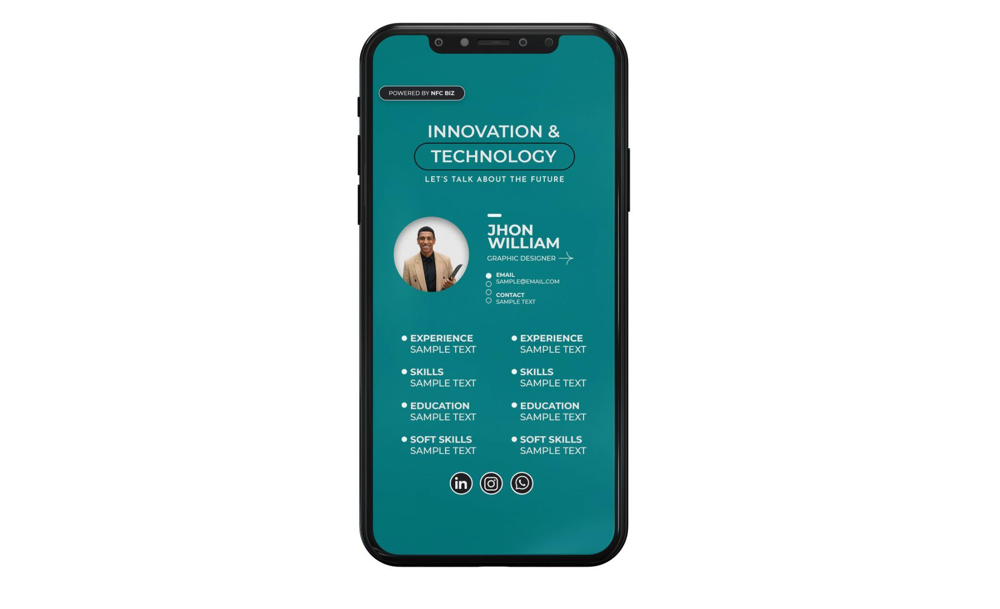 POWERED BY NFC BIZ
INNOVATION &
TECHNOLOGY
LET'S TALK ABOUT THE FUTURE
JHON
WILLIAM
GRAPHIC DESIGNER
EMAIL
SAMPLE@EMAIL.COM
CONTACT
SAMPLE TEXT
EXPERIENCE
SAMPLE TEXT
SKILLS
SAMPLE TEXT
EDUCATION
SAMPLE TEXT
SOFT SKILLS
SAMPLE TEXT
EXPERIENCE
SAMPLE TEXT
SKILLS
SAMPLE TEXT
EDUCATION
SAMPLE TEXT
SOFT SKILLS
SAMPLE TEXT
in